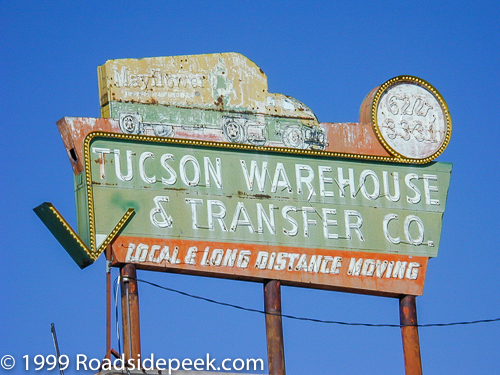 Mayflower
TUCSON WAREHOUSE
& TRANSFER CO.
LOCAL & LONG DISTANCE MOVING
© 1999 Roadsidepeek.com